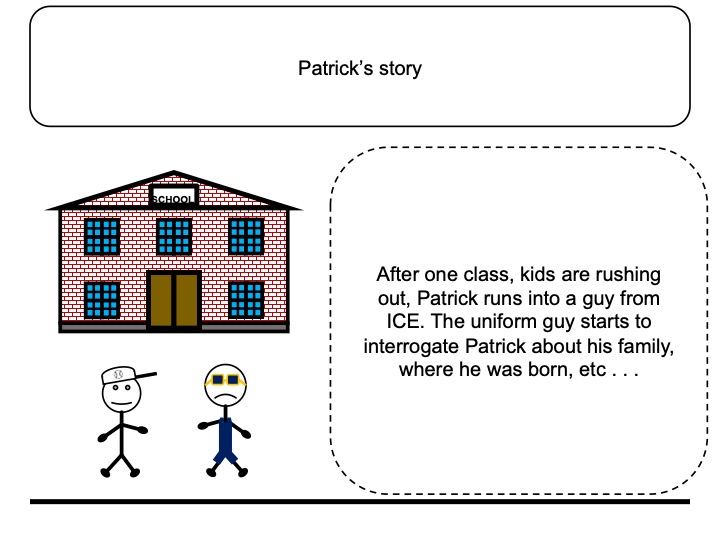 Patrick’s story
SCHOOL
After one class, kids are rushing
out, Patrick runs into a guy from
ICE. The uniform guy starts to
interrogate Patrick about his family,
where he was born, etc . . .